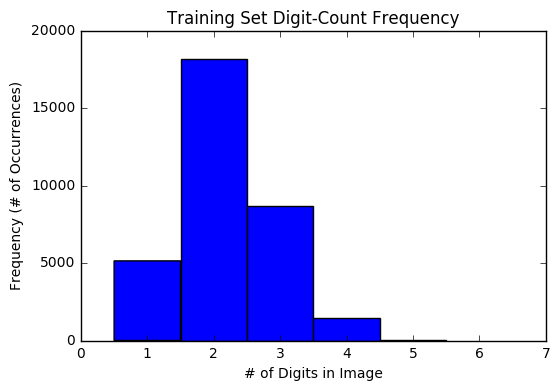 Training Set Digit-Count Frequency
20000
15000
10000
5000
0
Frequency (# of Occurrences)
0 1 2 3 4 5 6 7
# of Digits in Image